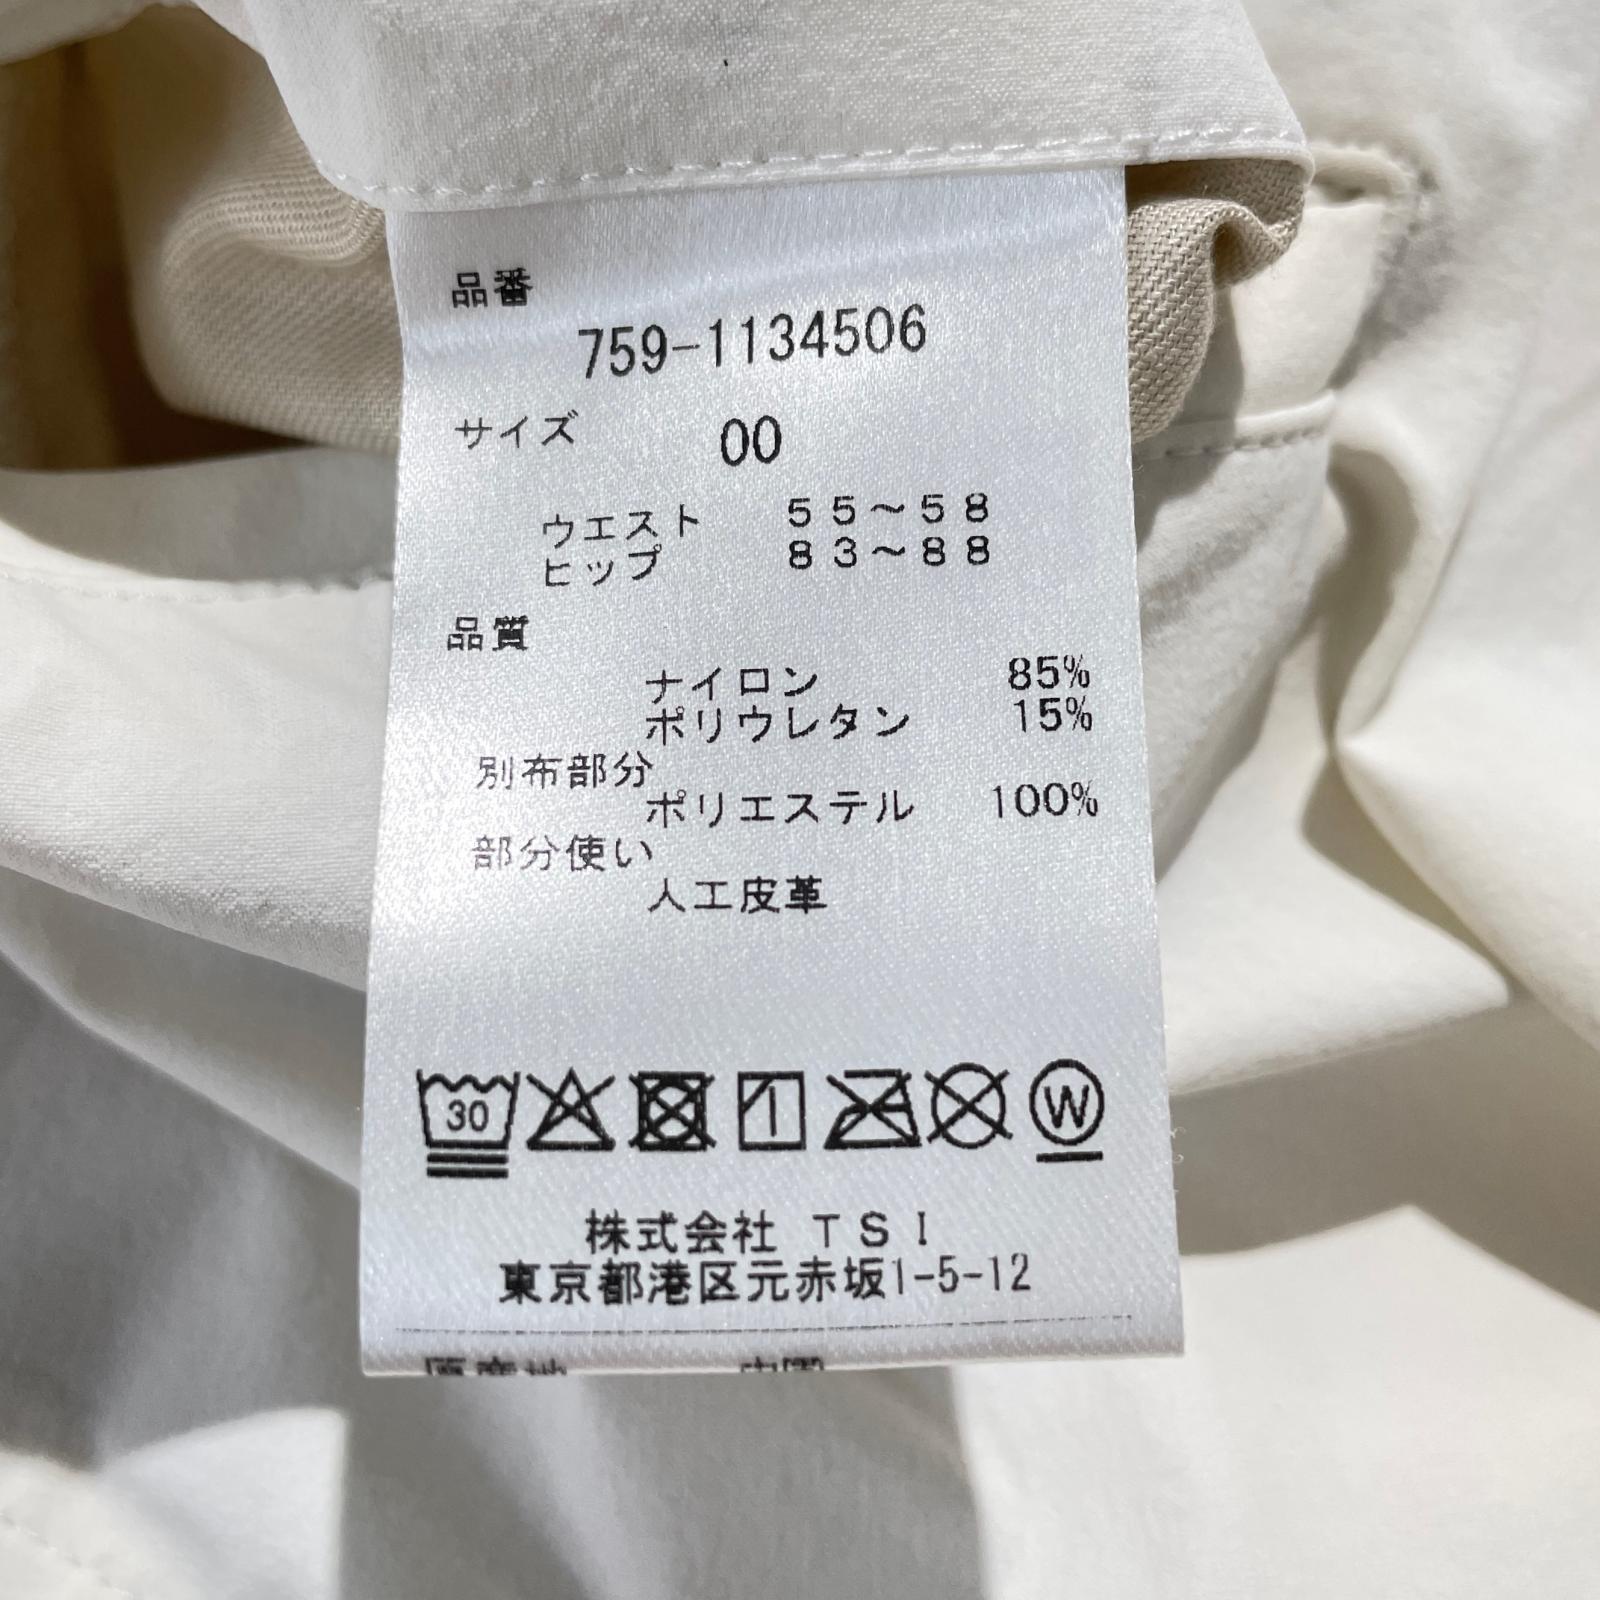 品番
759-1134506
サイズ 00
ウエスト 55～58
ヒップ 83～88
品質
ナイロン 85%
ポリウレタン 15%
別布部分
ポリエステル 100%
部分使い
人工皮革
30 W
株式会社 TSI
東京都港区元赤坂1-5-12